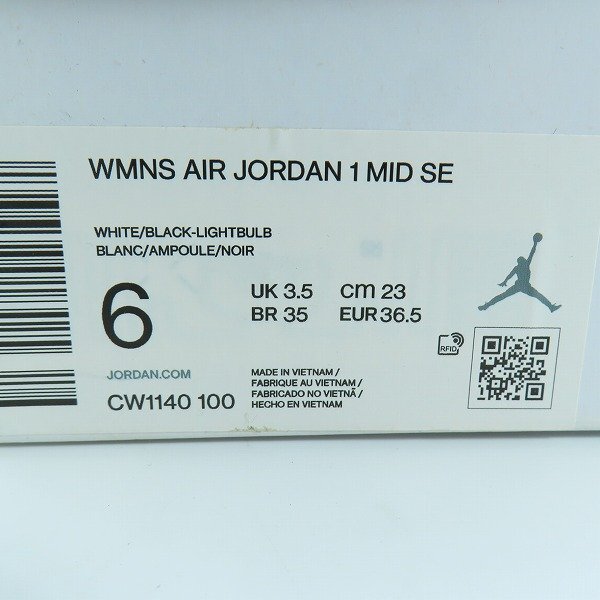 WMNS AIR JORDAN 1 MID SE
WHITE/BLACK-LIGHTBULB
BLANC/AMPOULE/NOIR
6
UK 3.5 cm 23
BR 35 EUR 36.5
RFID
JORDAN.COM
CW1140 100
MADE IN VIETNAM /
FABRIQUE AU VIETNAM /
FABRICADO NO VIETNÃ /
HECHO EN VIETNAM